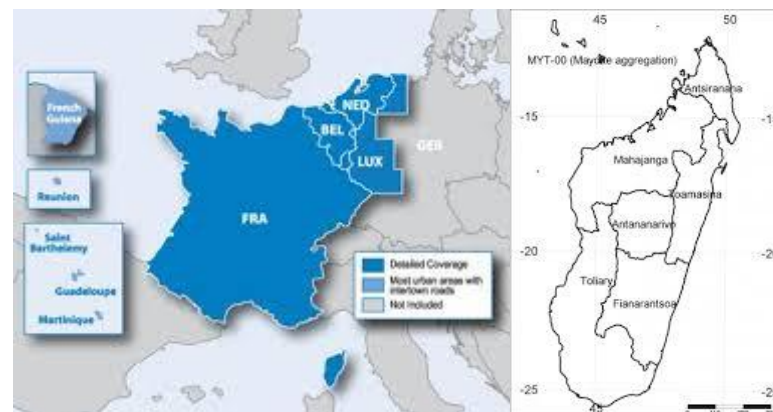 French
Guiana
Reunion
Saint
Barthelemy
Guadeloupe
Martinique
NED
BEL
LUX
GER
FRA
Detailed Coverage
Most urban areas with
intertown roads
Not Included
45
50
MYT-00 (Mayotte aggregation)
Antsiranana
-15
Mahajanga
Toamasina
Antananarivo
-20
Toliary
Fianarantsoa
-25